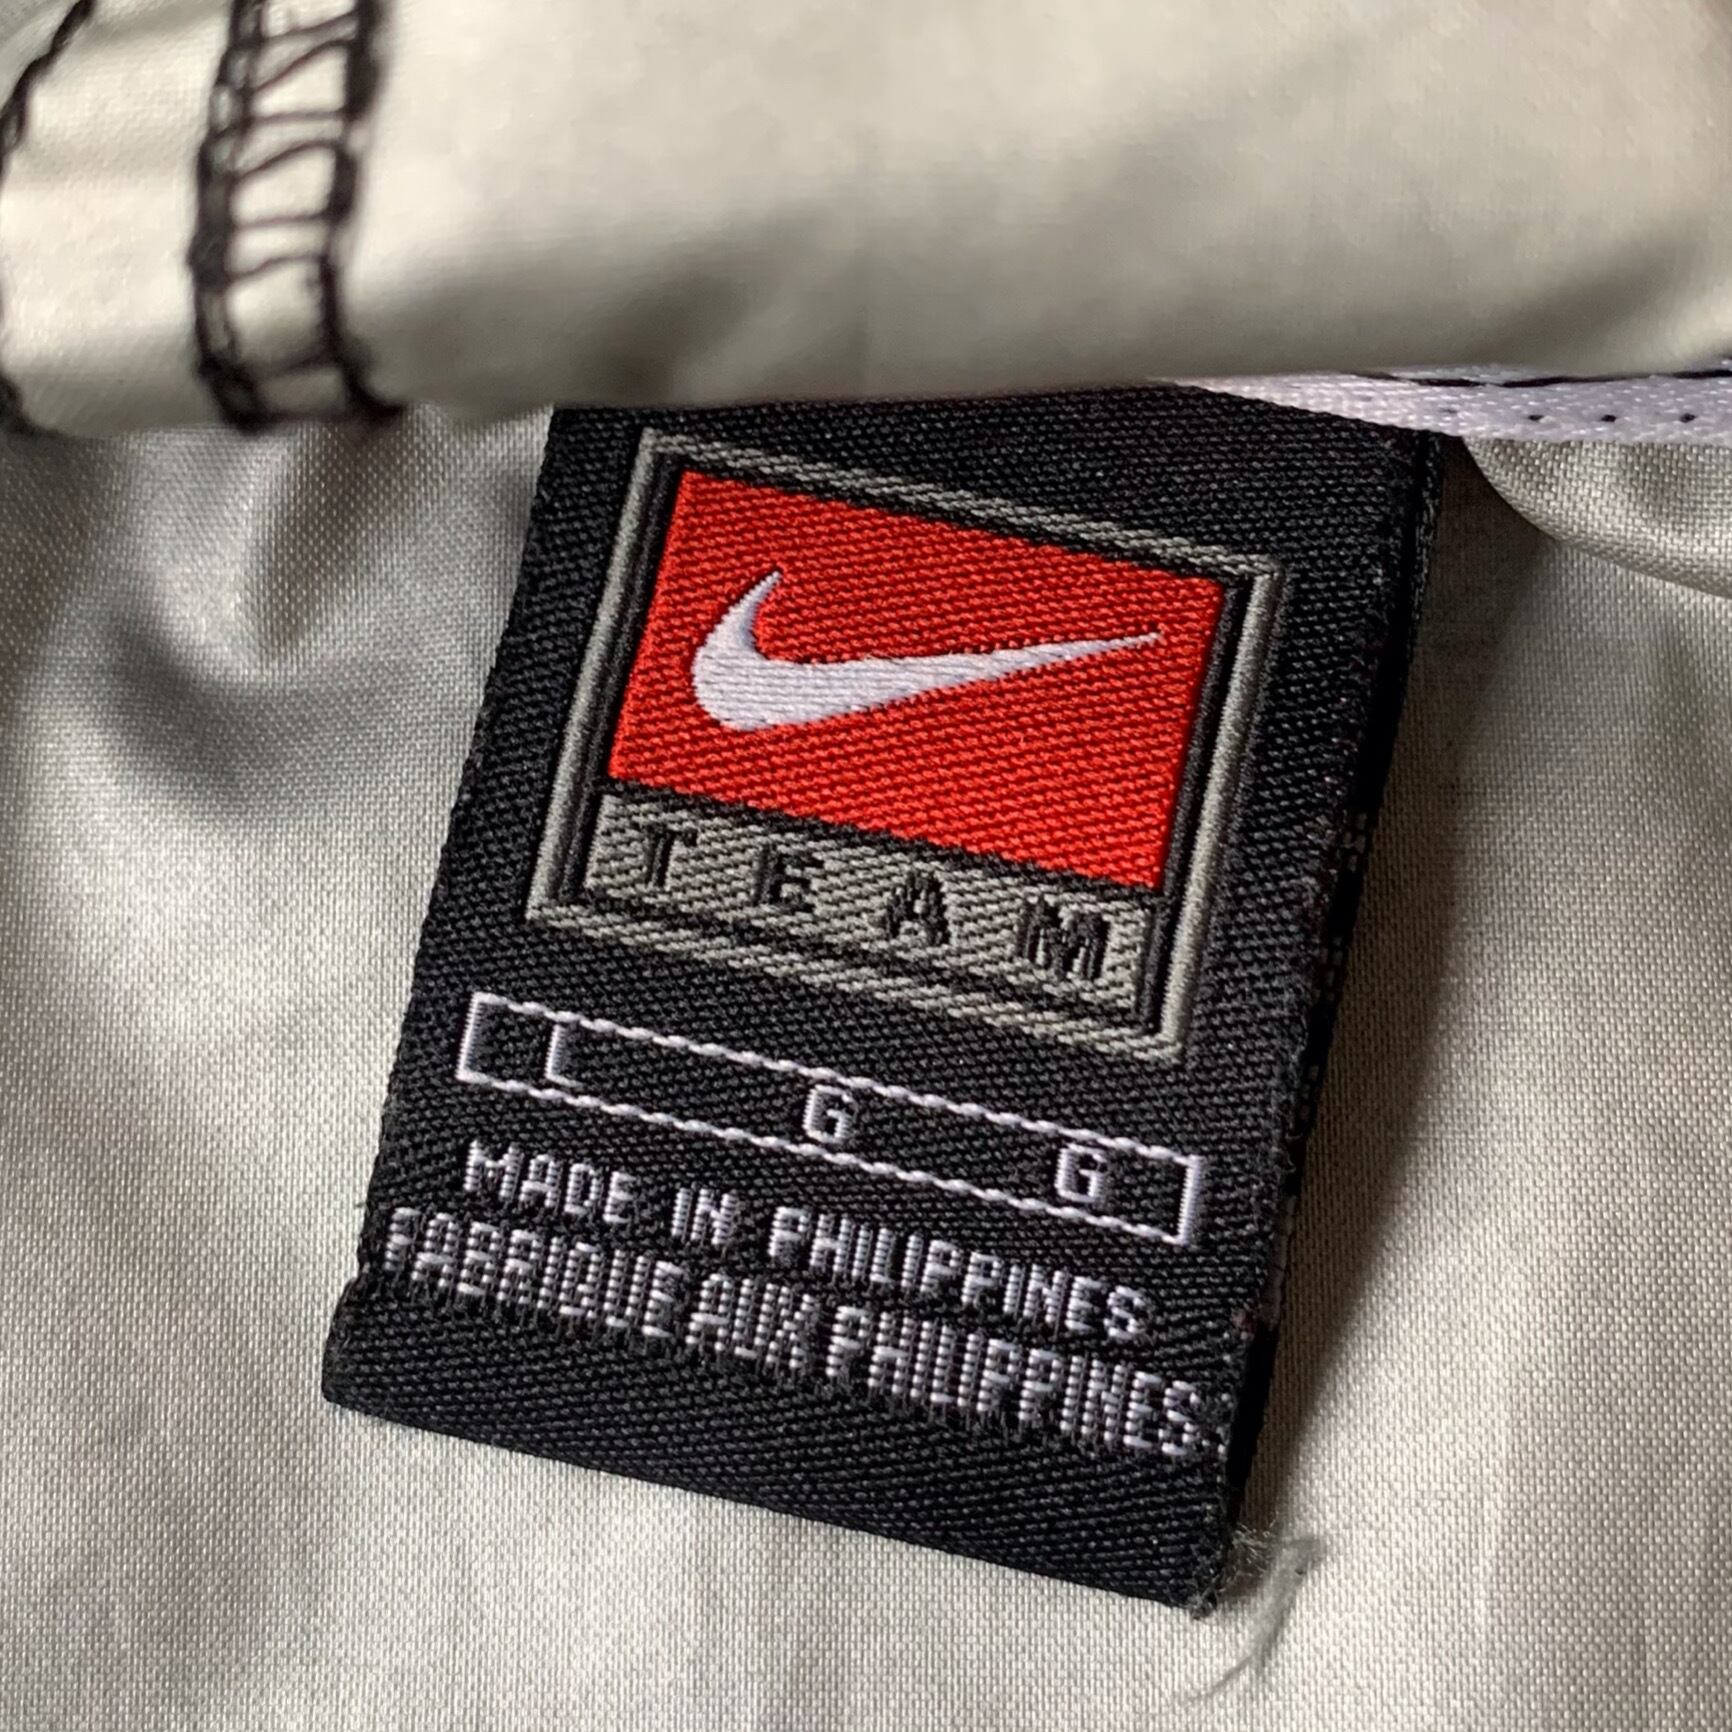 TEAM
L G G
MADE IN PHILIPPINES
FABRIQUE AUX PHILIPPINES